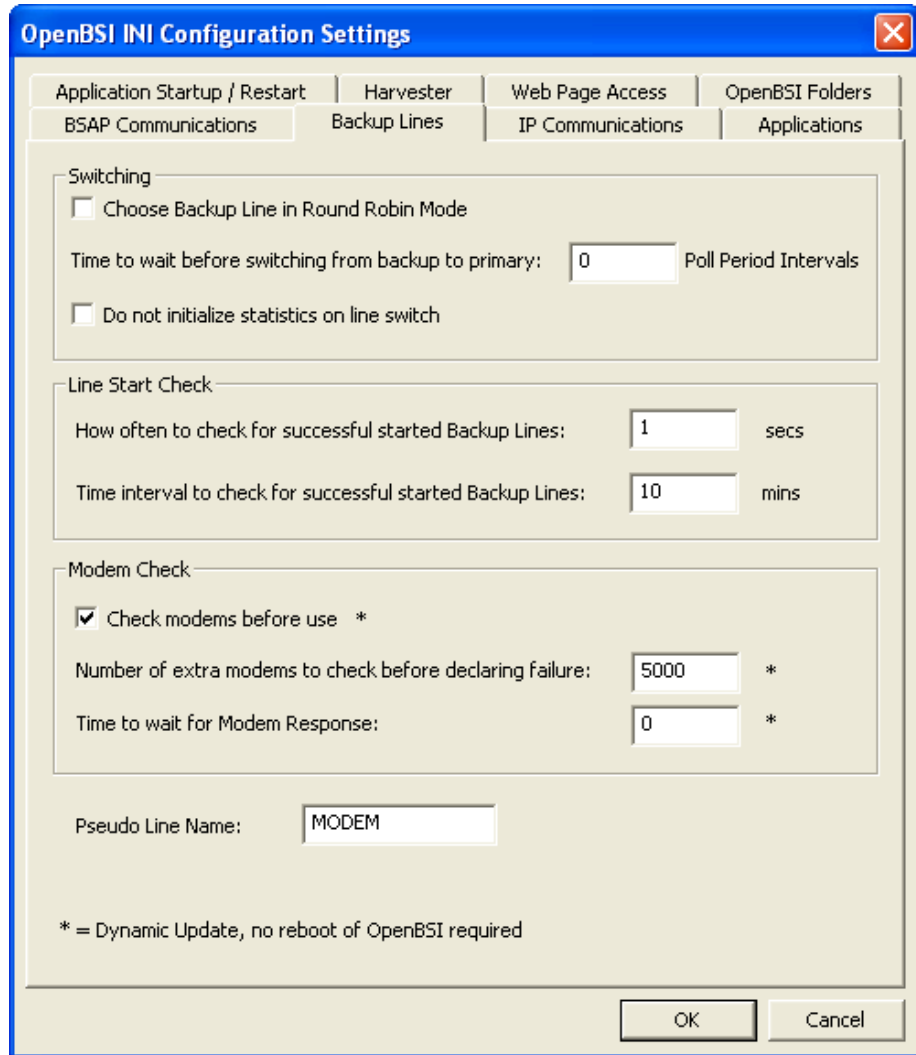 OpenBSI INI Configuration Settings
Application Startup / Restart Harvester Web Page Access OpenBSI Folders
BSAP Communications Backup Lines IP Communications Applications
Switching
Choose Backup Line in Round Robin Mode
Time to wait before switching from backup to primary: 0 Poll Period Intervals
Do not initialize statistics on line switch
Line Start Check
How often to check for successful started Backup Lines: 1 secs
Time interval to check for successful started Backup Lines: 10 mins
Modem Check
Check modems before use *
Number of extra modems to check before declaring failure: 5000 *
Time to wait for Modem Response: 0 *
Pseudo Line Name: MODEM
* = Dynamic Update, no reboot of OpenBSI required
OK Cancel